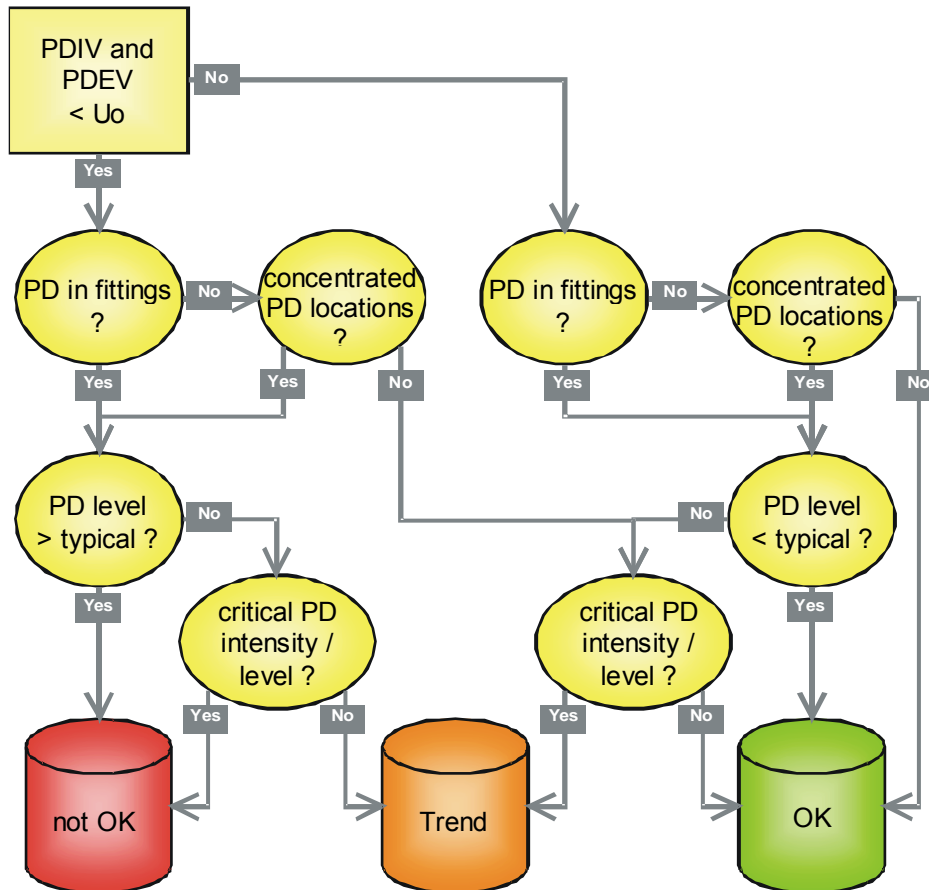 PDIV and
PDEV
< Uo
No
Yes
PD in fittings
?
No
concentrated
PD locations
?
PD in fittings
?
No
concentrated
PD locations
?
Yes
Yes
No
Yes
Yes
No
PD level
> typical ?
No
No
PD level
< typical ?
Yes
critical PD
intensity /
level ?
critical PD
intensity /
level ?
Yes
Yes
No
Yes
No
not OK
Trend
OK